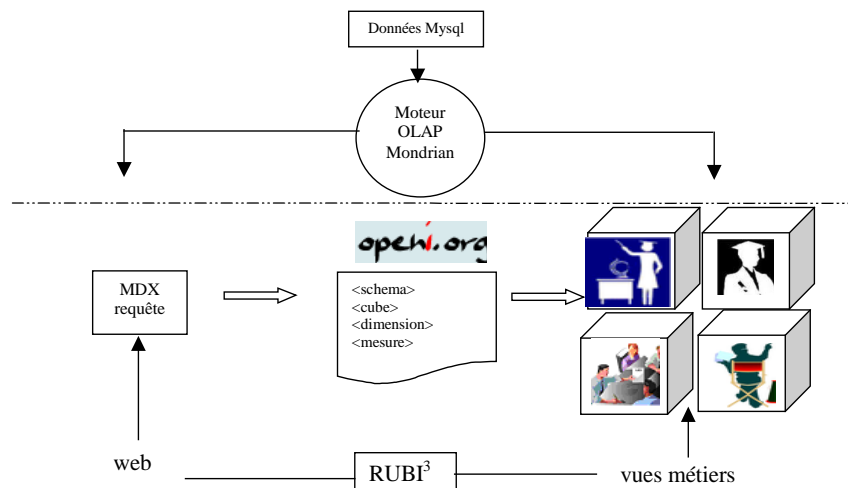 Données Mysql
Moteur
OLAP
Mondrian
openi.org
MDX
requête
<schema>
<cube>
<dimension>
<mesure>
web
RUBI³
vues métiers